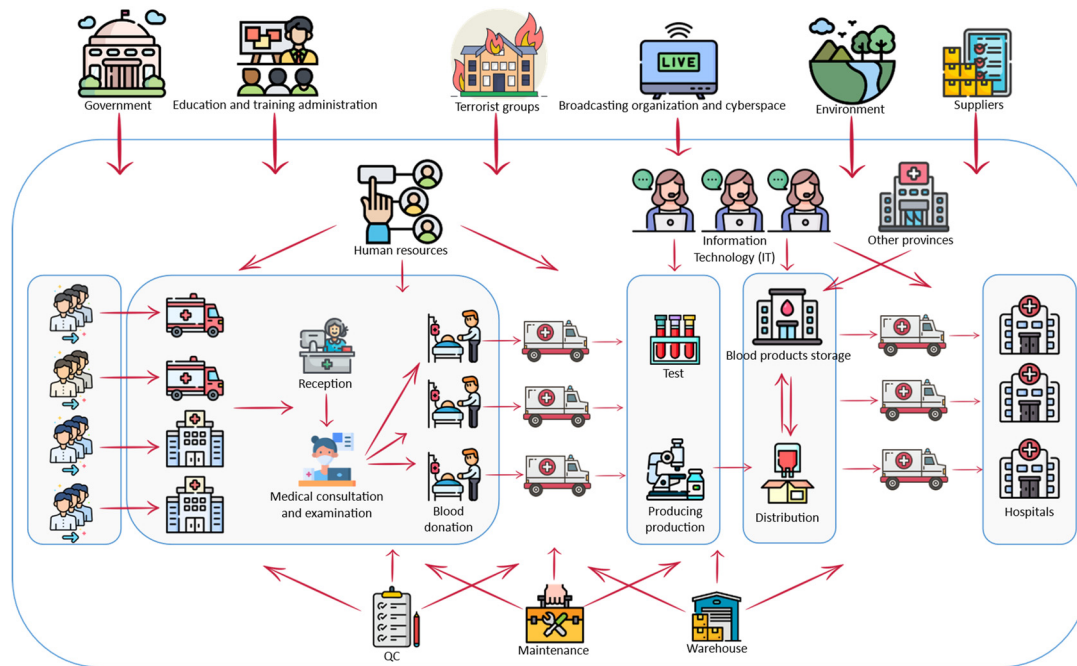 Government
Education and training administration
Terrorist groups
LIVE
Broadcasting organization and cyberspace
Environment
Suppliers
Human resources
Information
Technology (IT)
Other provinces
Reception
Medical consultation
and examination
Blood
donation
Test
Producing
production
Blood products storage
Distribution
Hospitals
QC
Maintenance
Warehouse